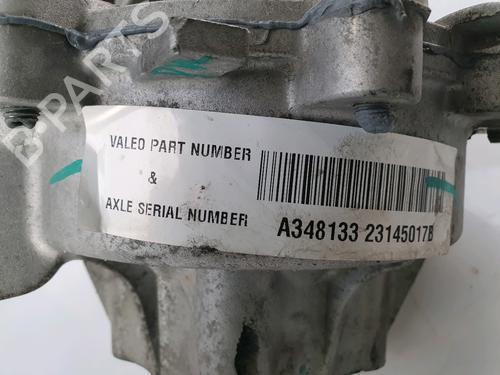 VALEO PART NUMBER
&
AXLE SERIAL NUMBER
A348133 23145017B
B-PARTS